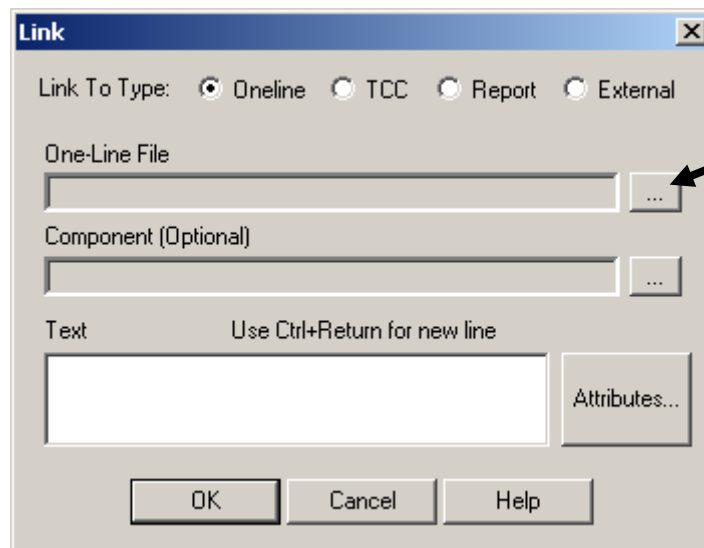 Link
Link To Type: Oneline TCC Report External
One-Line File
...
Component (Optional)
...
Text Use Ctrl+Return for new line
Attributes...
OK Cancel Help